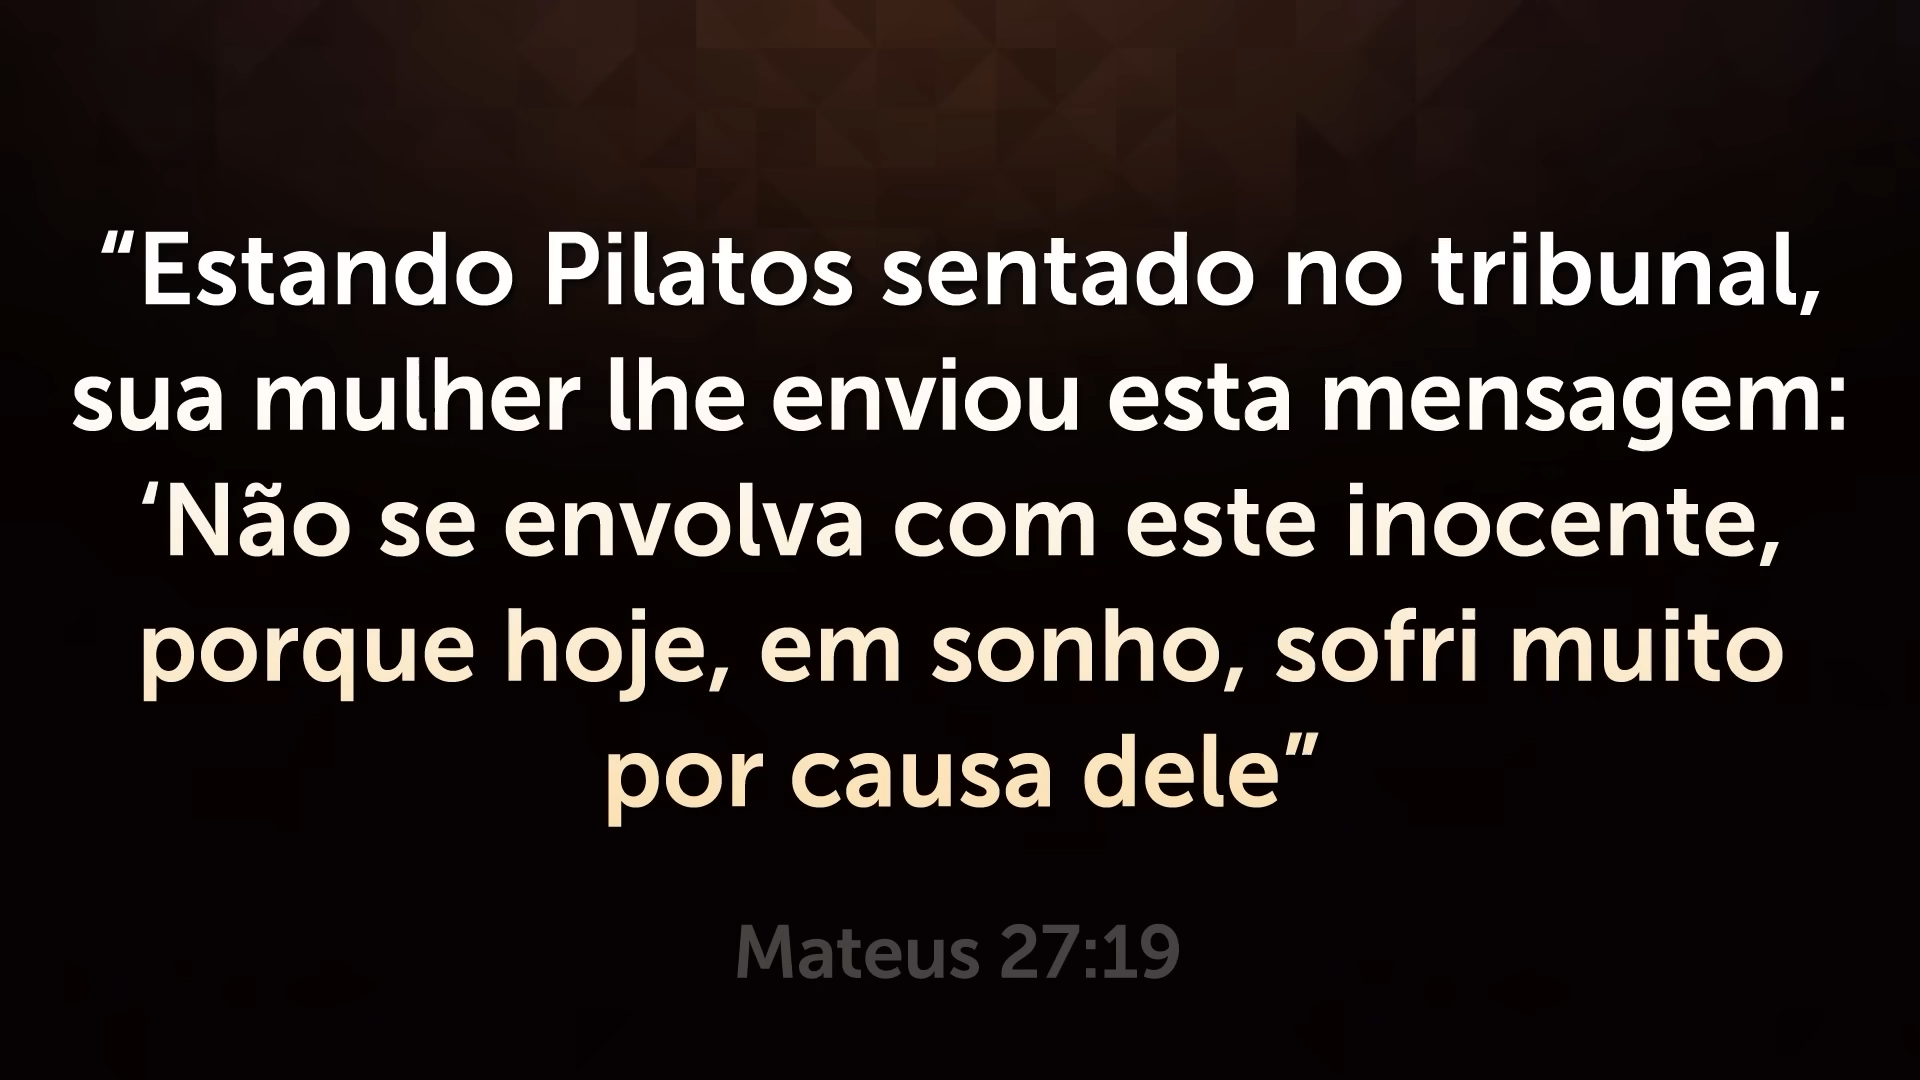 “Estando Pilatos sentado no tribunal,
sua mulher lhe enviou esta mensagem:
‘Não se envolva com este inocente,
porque hoje, em sonho, sofri muito
por causa dele”
Mateus 27:19